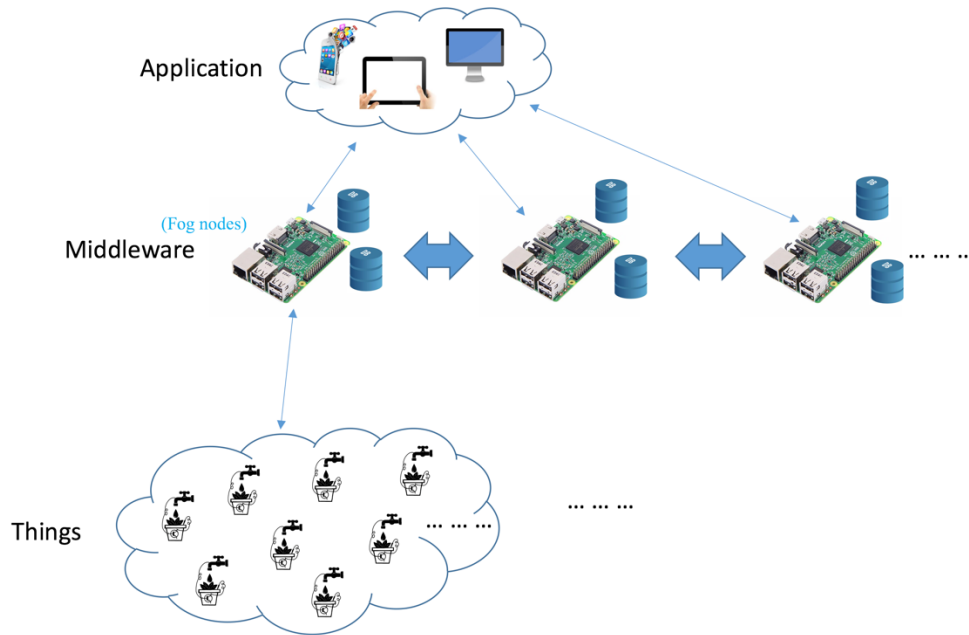 Application
(Fog nodes)
Middleware
... ... ..
Things
... ... ...
... ... ...